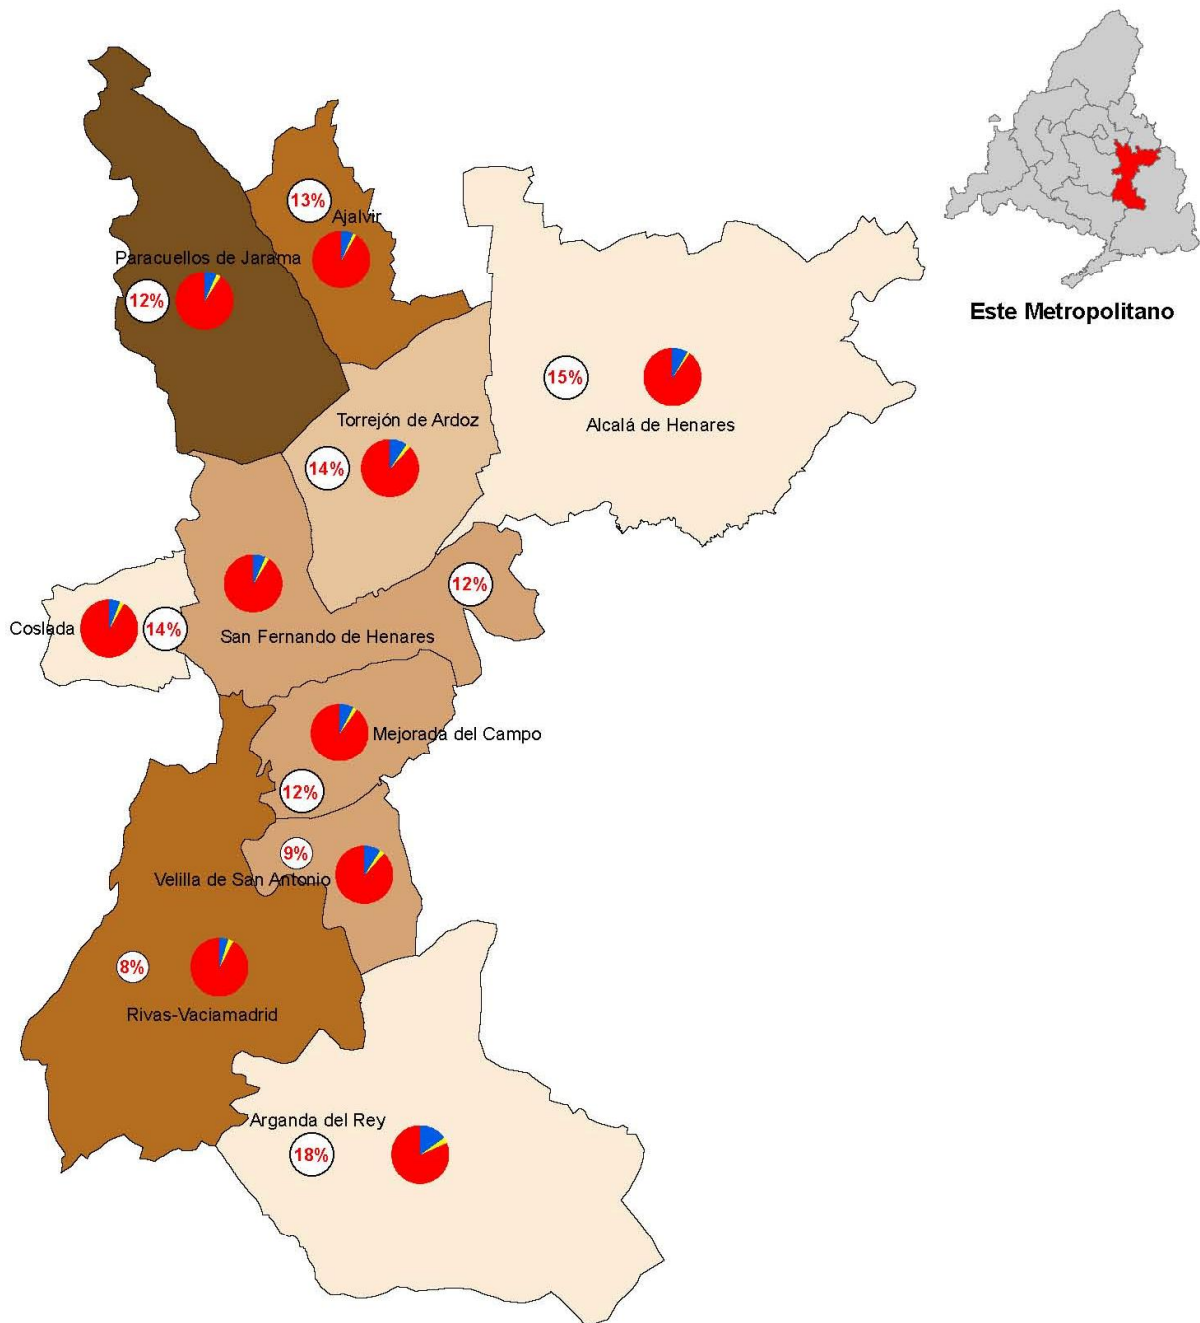 13%
Ajalvir
Paracuellos de Jarama
12%
Este Metropolitano
15%
Alcalá de Henares
Torrejón de Ardoz
14%
12%
Coslada
14%
San Fernando de Henares
Mejorada del Campo
12%
9%
Velilla de San Antonio
8%
Rivas-Vaciamadrid
Arganda del Rey
18%